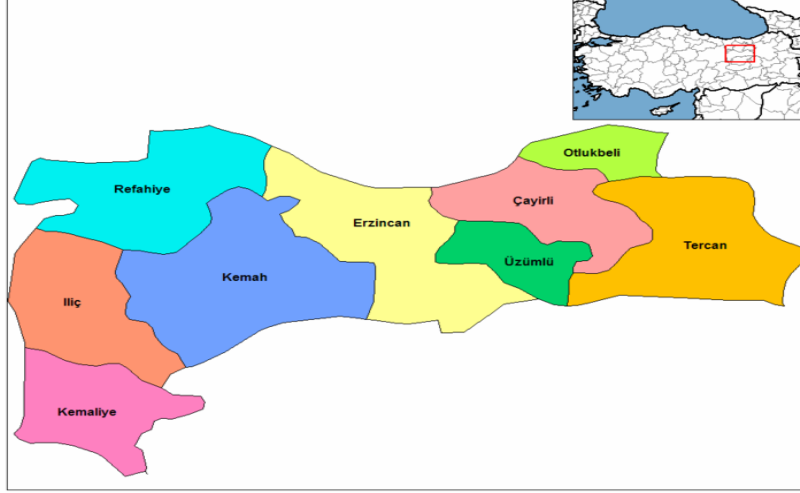 Otlukbeli
Refahiye
Çayirli
Erzincan
Tercan
Üzümlü
Kemah
Iliç
Kemaliye